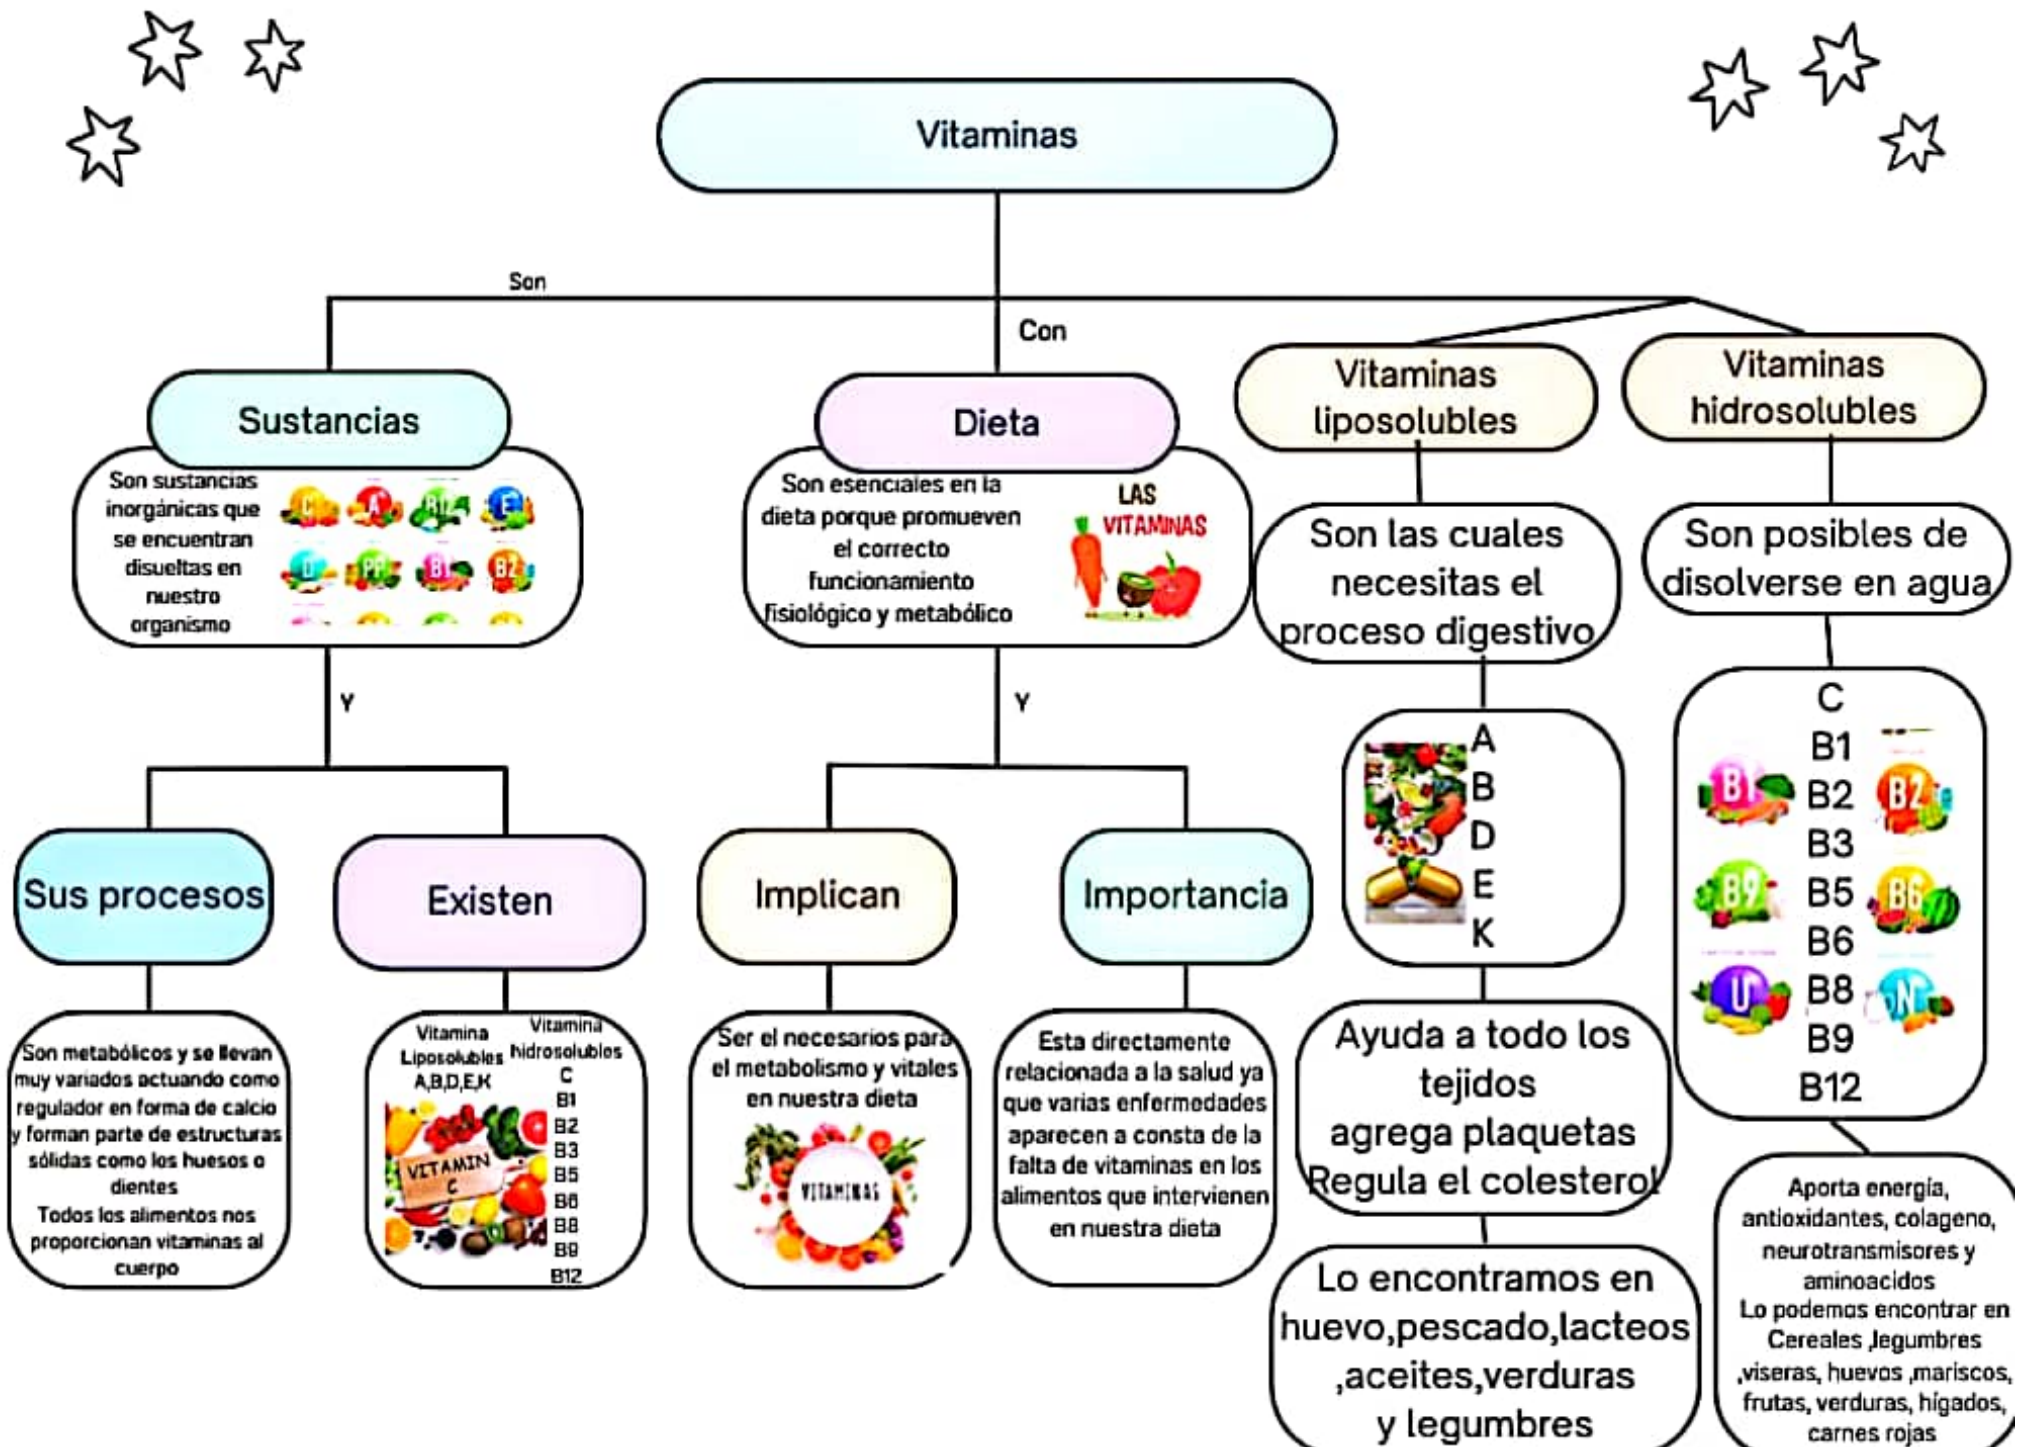 Vitaminas
Son
Con
Sustancias
Son sustancias
inorgánicas que
se encuentran
disueltas en
nuestro
organismo
C
A
B12
E
D
PP
B1
B2
Y
Sus procesos
Son metabólicos y se llevan
muy variados actuando como
regulador en forma de calcio
y forman parte de estructuras
sólidas como los huesos o
dientes
Todos los alimentos nos
proporcionan vitaminas al
cuerpo
Existen
Vitamina
Liposolubles
A,B,D,E,K
Vitamina
hidrosolubles
C
B1
B2
B3
B5
B6
B8
B9
B12
VITAMIN
C
Dieta
Son esenciales en la
dieta porque promueven
el correcto
funcionamiento
fisiológico y metabólico
LAS
VITAMINAS
Y
Implican
Ser el necesarios para
el metabolismo y vitales
en nuestra dieta
VITAMINAS
Importancia
Esta directamente
relacionada a la salud ya
que varias enfermedades
aparecen a consta de la
falta de vitaminas en los
alimentos que intervienen
en nuestra dieta
Vitaminas
liposolubles
Son las cuales
necesitas el
proceso digestivo
A
B
D
E
K
Ayuda a todo los
tejidos
agrega plaquetas
Regula el colesterol
Lo encontramos en
huevo,pescado,lacteos
,aceites,verduras
y legumbres
Vitaminas
hidrosolubles
Son posibles de
disolverse en agua
C
B1
B2
B3
B5
B6
B8
B9
B12
B1
B2
B9
B6
U
N
Aporta energía,
antioxidantes, colageno,
neurotransmisores y
aminoacidos
Lo podemos encontrar en
Cereales ,legumbres
,viseras, huevos ,mariscos,
frutas, verduras, hígados,
carnes rojas